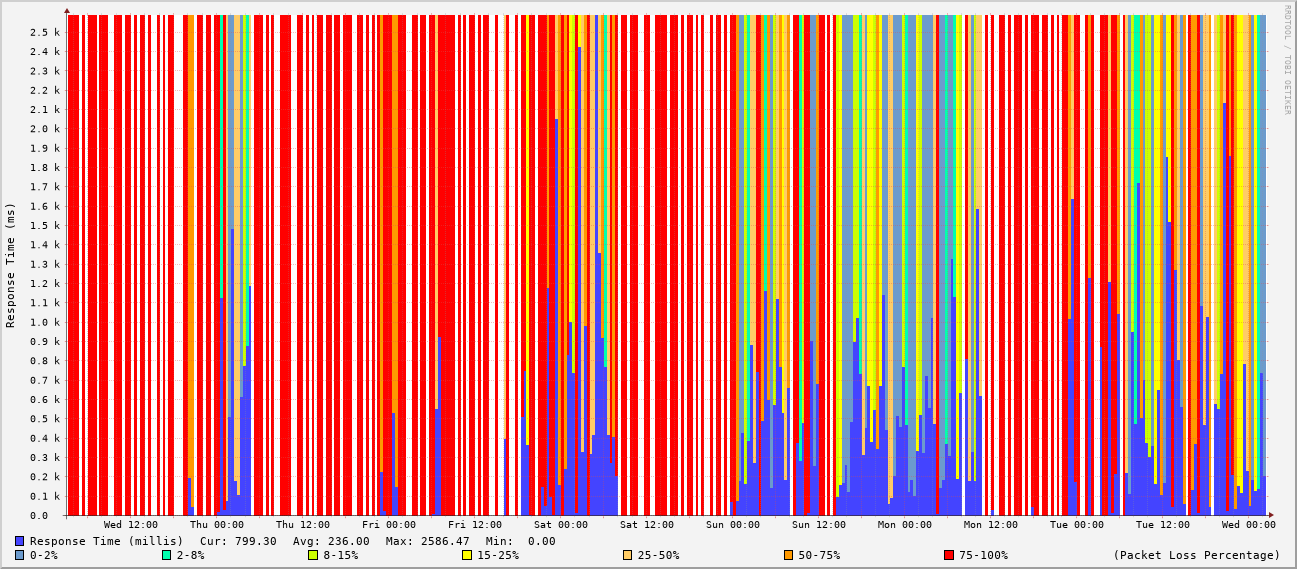 RRDTOOL / TOBI OETIKER
Response Time (ms)
2.5 k
2.4 k
2.3 k
2.2 k
2.1 k
2.0 k
1.9 k
1.8 k
1.7 k
1.6 k
1.5 k
1.4 k
1.3 k
1.2 k
1.1 k
1.0 k
0.9 k
0.8 k
0.7 k
0.6 k
0.5 k
0.4 k
0.3 k
0.2 k
0.1 k
0.0
Wed 12:00 Thu 00:00 Thu 12:00 Fri 00:00 Fri 12:00 Sat 00:00 Sat 12:00 Sun 00:00 Sun 12:00 Mon 00:00 Mon 12:00 Tue 00:00 Tue 12:00 Wed 00:00
Response Time (millis) Cur: 799.30 Avg: 236.00 Max: 2586.47 Min: 0.00
0-2% 2-8% 8-15% 15-25% 25-50% 50-75% 75-100% (Packet Loss Percentage)